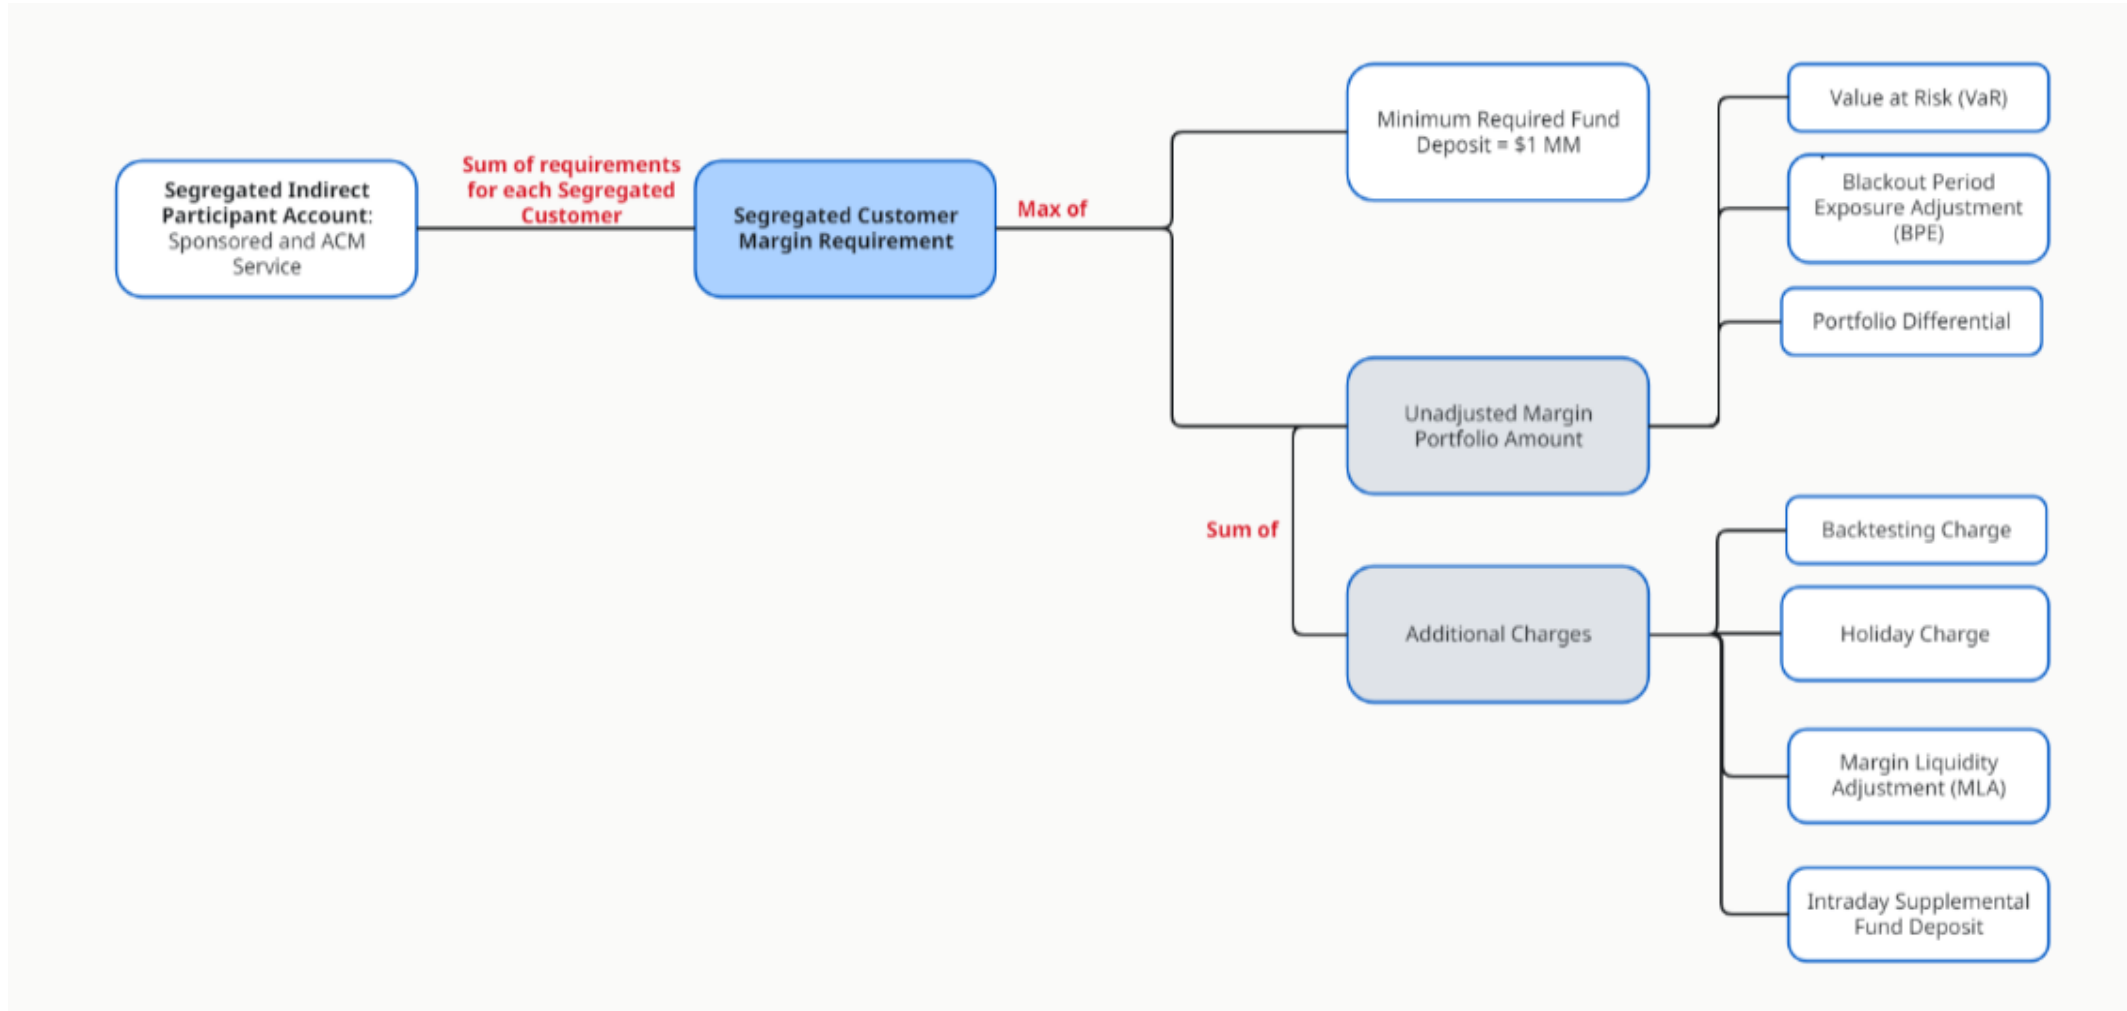 Segregated Indirect
Participant Account:
Sponsored and ACM
Service
Sum of requirements
for each Segregated
Customer
Segregated Customer
Margin Requirement
Max of
Minimum Required Fund
Deposit = $1 MM
Unadjusted Margin
Portfolio Amount
Sum of
Additional Charges
Value at Risk (VaR)
Blackout Period
Exposure Adjustment
(BPE)
Portfolio Differential
Backtesting Charge
Holiday Charge
Margin Liquidity
Adjustment (MLA)
Intraday Supplemental
Fund Deposit